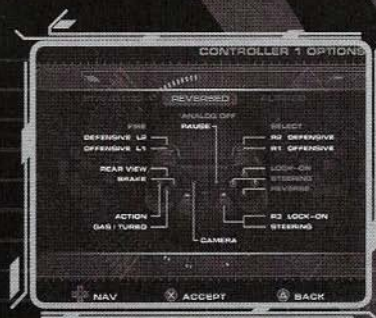 CONTROLLER 1 OPTIONS
REVERSED
ANALOG OFF
FIRE
PAUSE
SELECT
DEFENSIVE L2
R2 DEFENSIVE
OFFENSIVE L1
R1 OFFENSIVE
REAR VIEW
LOCK-ON
BRAKE
STEERING
REVERSE
ACTION
R3 LOCK-ON
GAS / TURBO
STEERING
CAMERA
NAV
ACCEPT
BACK